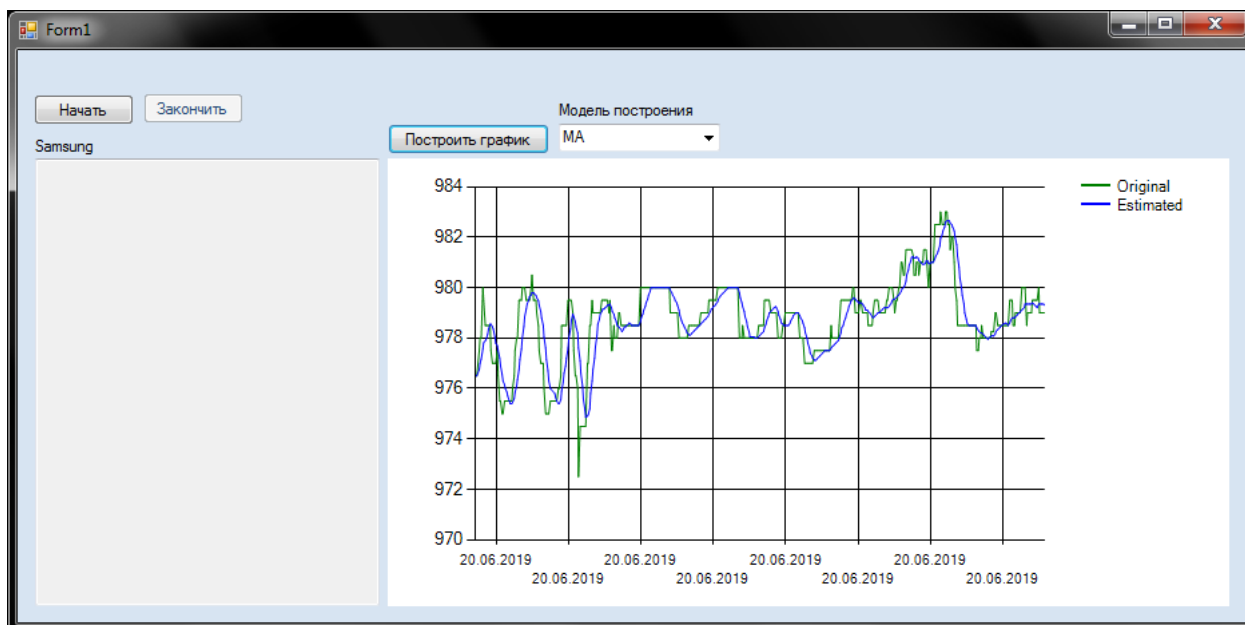 Form1
Начать
Закончить
Модель построения
Построить график
MA
Samsung
984
982
980
978
976
974
972
970
Original
Estimated
20.06.2019 20.06.2019 20.06.2019 20.06.2019
20.06.2019 20.06.2019 20.06.2019 20.06.2019